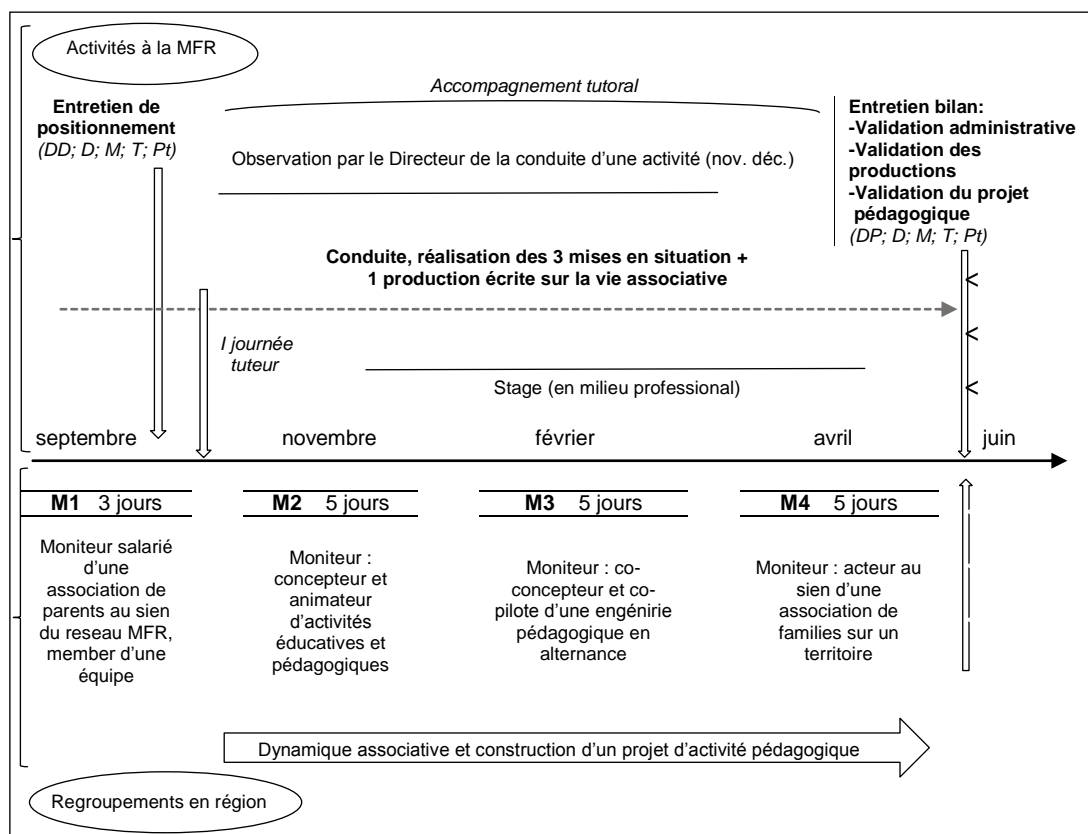 Activités à la MFR
Accompagnement tutoral
Entretien de
positionnement
(DD; D; M; T; Pt)
Observation par le Directeur de la conduite d'une activité (nov. déc.)
Entretien bilan:
-Validation administrative
-Validation des
productions
-Validation du projet
pédagogique
(DP; D; M; T; Pt)
Conduite, réalisation des 3 mises en situation +
1 production écrite sur la vie associative
I journée
tuteur
Stage (en milieu professional)
septembre novembre février avril juin
M1 3 jours M2 5 jours M3 5 jours M4 5 jours
Moniteur salarié
d'une
association de
parents au sien
du reseau MFR,
member d'une
équipe
Moniteur :
concepteur et
animateur
d'activités
éducatives et
pédagogiques
Moniteur : co-
concepteur et co-
pilote d'une engénirie
pédagogique en
alternance
Moniteur : acteur au
sien d'une
association de
families sur un
territoire
Dynamique associative et construction d'un projet d'activité pédagogique
Regroupements en région